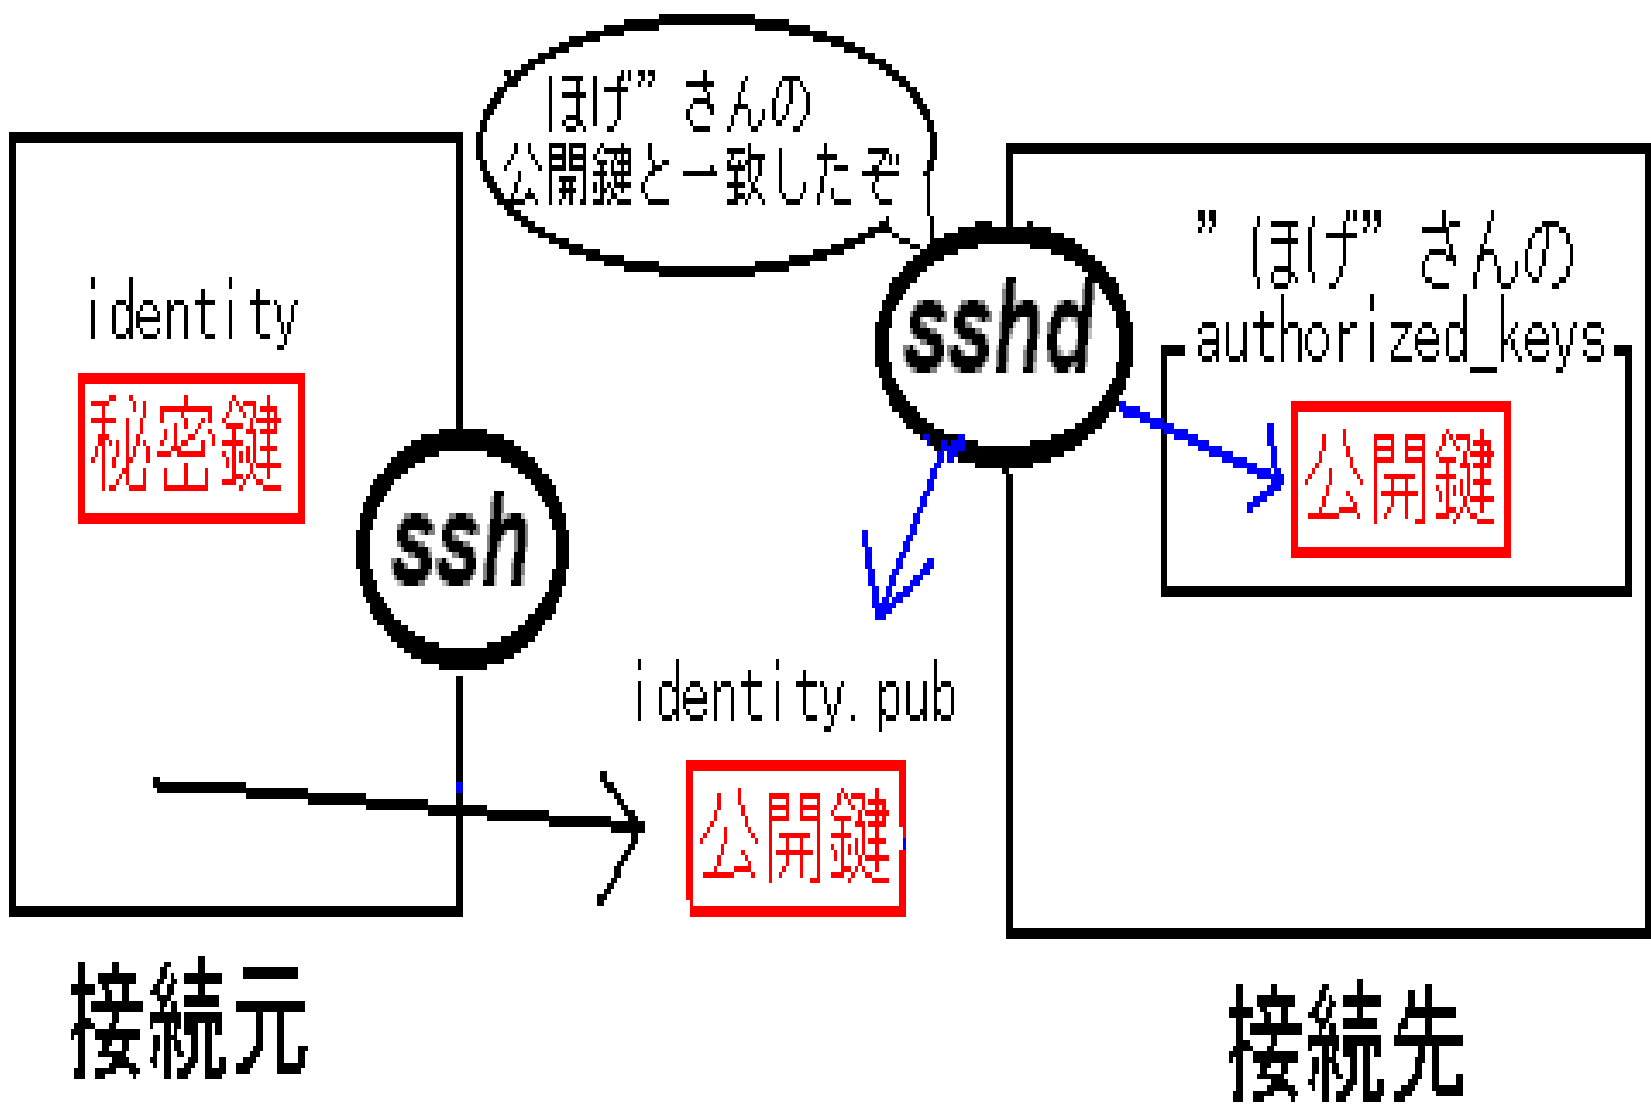 ”ほげ”さんの
公開鍵と一致したぞ
identity
秘密鍵
ssh
sshd
”ほげ”さんの
authorized_keys
公開鍵
identity.pub
公開鍵
接続元
接続先